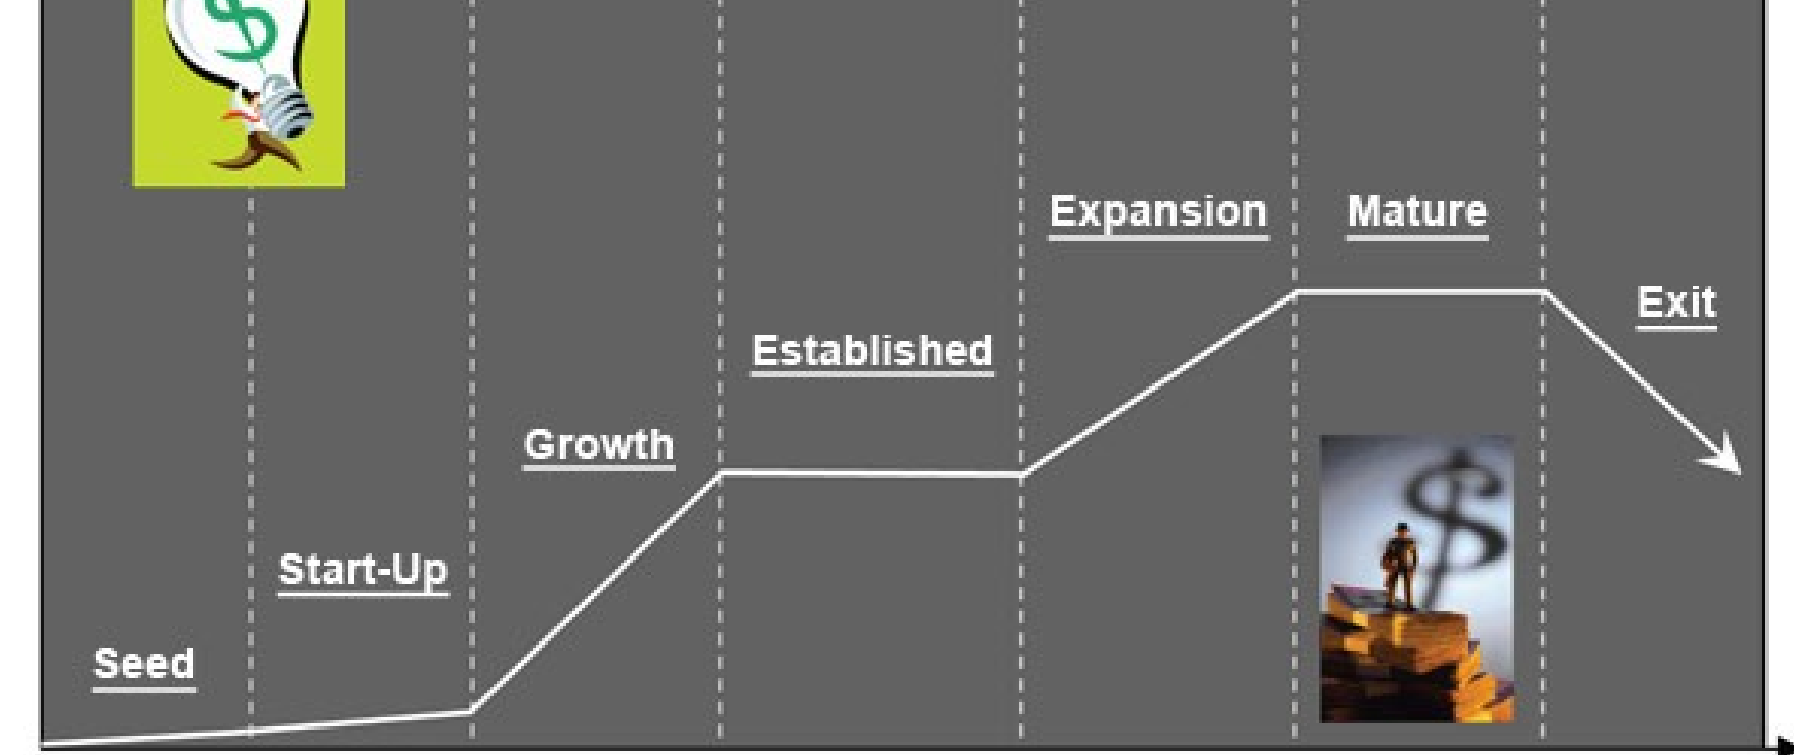 Seed
Start-Up
Growth
Established
Expansion
Mature
Exit